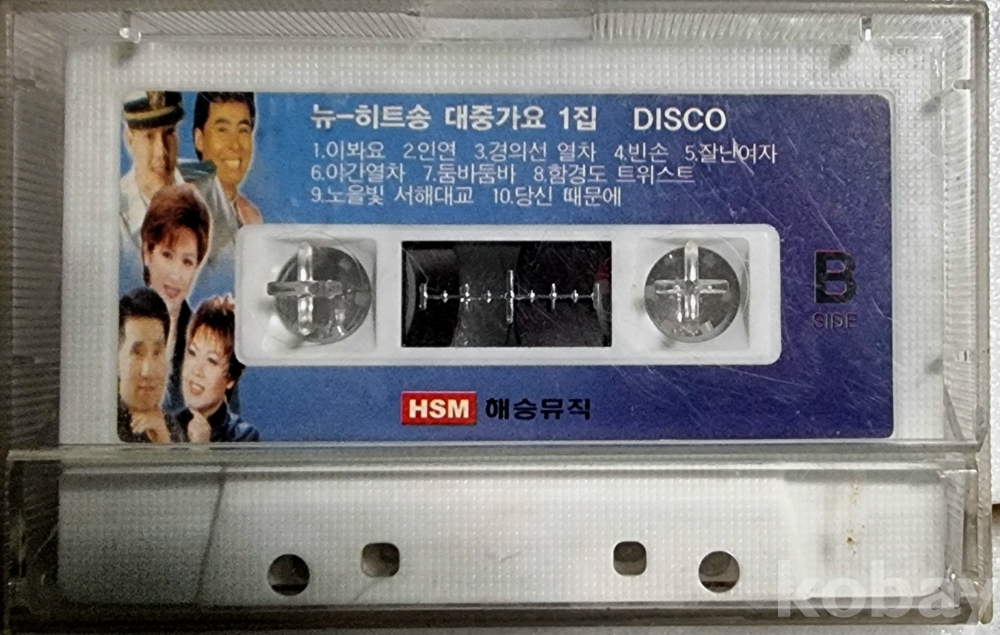 뉴-히트송 대중가요 1집 DISCO
1.이봐요 2.인연 3.경의선 열차 4.빈손 5.잘난여자
6.야간열차 7.둠바둠바 8.함경도 트위스트
9.노을빛 서해대교 10.당신 때문에
B
SIDE
HSM 해승뮤직
kobay